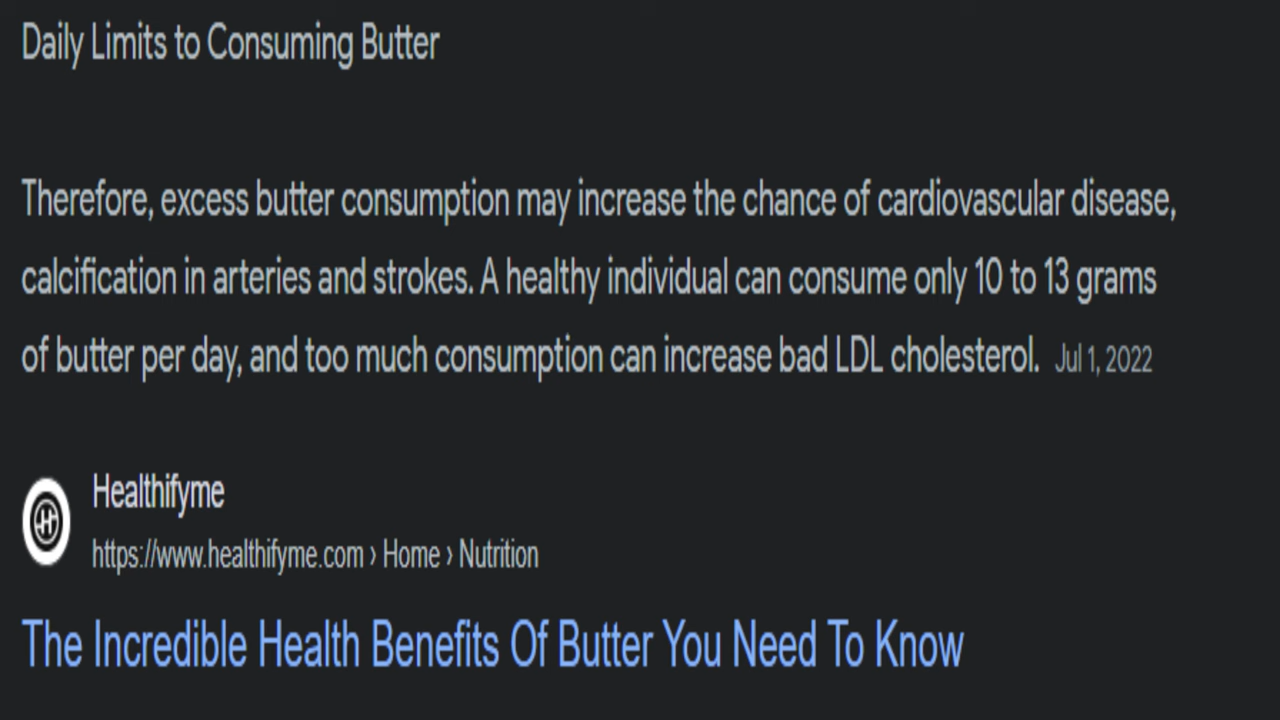 Daily Limits to Consuming Butter
Therefore, excess butter consumption may increase the chance of cardiovascular disease,
calcification in arteries and strokes. A healthy individual can consume only 10 to 13 grams
of butter per day, and too much consumption can increase bad LDL cholesterol. Jul 1, 2022
Healthifyme
https://www.healthifyme.com › Home › Nutrition
The Incredible Health Benefits Of Butter You Need To Know